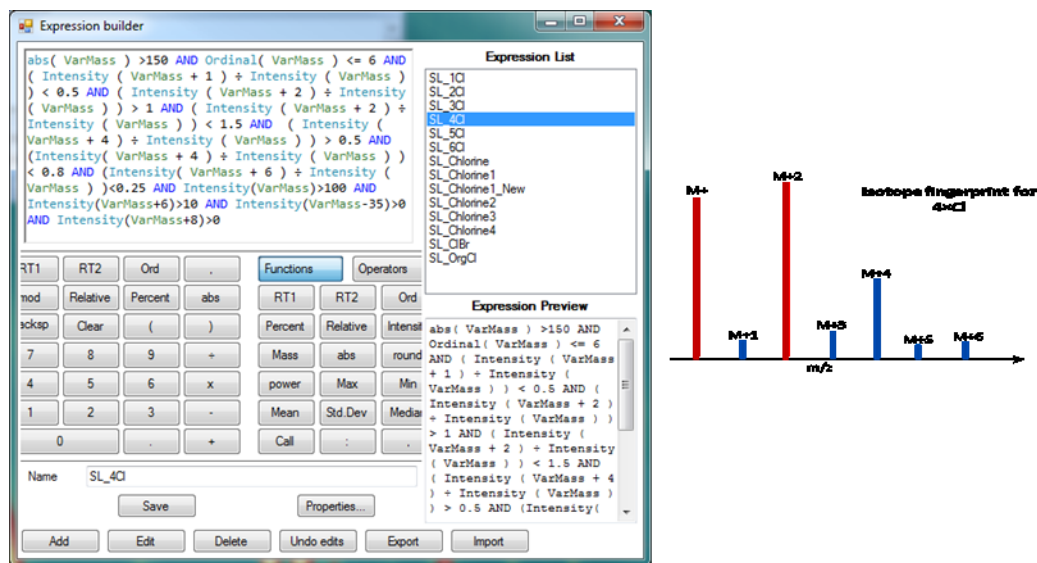 Expression builder
abs( VarMass ) >150 AND Ordinal( VarMass ) <= 6 AND
( Intensity ( VarMass + 1 ) ÷ Intensity ( VarMass )
) < 0.5 AND ( Intensity ( VarMass + 2 ) ÷ Intensity
( VarMass ) ) > 1 AND ( Intensity ( VarMass + 2 ) ÷
Intensity ( VarMass ) ) < 1.5 AND ( Intensity (
VarMass + 4 ) ÷ Intensity ( VarMass ) ) > 0.5 AND
(Intensity( VarMass + 4 ) ÷ Intensity ( VarMass ) )
< 0.8 AND (Intensity( VarMass + 6 ) ÷ Intensity (
VarMass ) )<0.25 AND Intensity(VarMass)>100 AND
Intensity(VarMass+6)>10 AND Intensity(VarMass-35)>0
AND Intensity(VarMass+8)>0
RT1 RT2 Ord .
mod Relative Percent abs
acksp Clear ( )
7 8 9 ÷
4 5 6 x
1 2 3 -
0 . +
Functions Operators
RT1 RT2 Ord
Percent Relative Intensit
Mass abs round
power Max Min
Mean Std.Dev Media
Call : .
Name SL_4Cl
Save Properties...
Add Edit Delete Undo edits Export Import
Expression List
SL_1Cl
SL_2Cl
SL_3Cl
SL_4Cl
SL_5Cl
SL_6Cl
SL_Chlorine
SL_Chlorine1
SL_Chlorine1_New
SL_Chlorine2
SL_Chlorine3
SL_Chlorine4
SL_ClBr
SL_OrgCl
Expression Preview
abs( VarMass ) >150 AND
Ordinal( VarMass ) <= 6
AND ( Intensity ( VarMass
+ 1 ) ÷ Intensity (
VarMass ) ) < 0.5 AND (
Intensity ( VarMass + 2 )
÷ Intensity ( VarMass ) )
> 1 AND ( Intensity (
VarMass + 2 ) ÷ Intensity
( VarMass ) ) < 1.5 AND
( Intensity ( VarMass + 4
) ÷ Intensity ( VarMass )
) > 0.5 AND (Intensity(
Isotope fingerprint for
4×Cl
M+
M+1
M+2
M+3
M+4
M+5
M+6
m/z